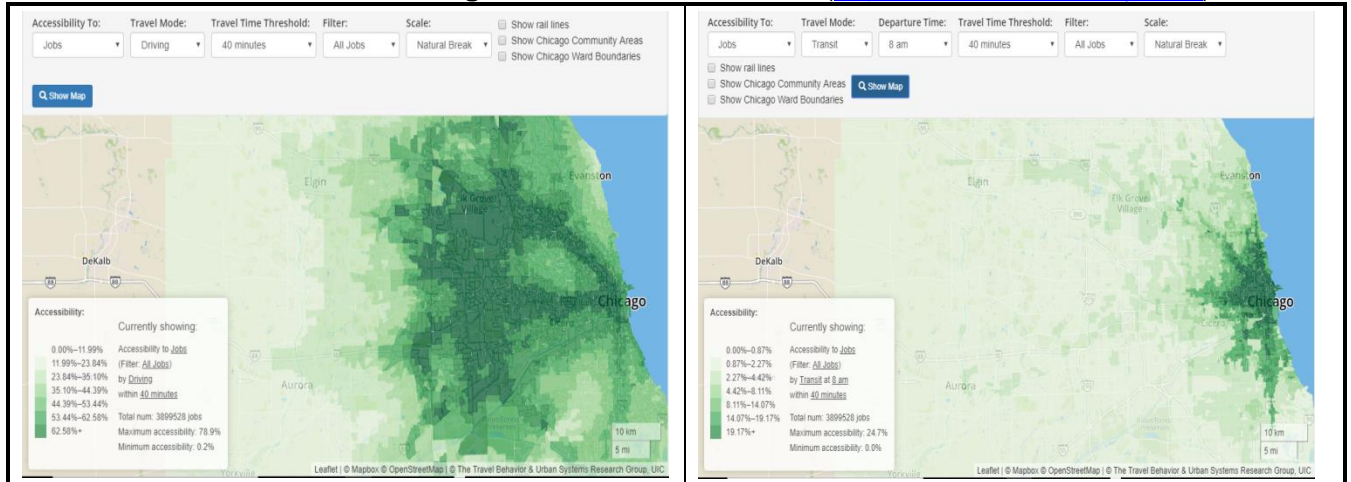 Accessibility To: Travel Mode: Travel Time Threshold: Filter: Scale:
Jobs Driving 40 minutes All Jobs Natural Break
Show rail lines
Show Chicago Community Areas
Show Chicago Ward Boundaries
Show Map
Elgin
Evanston
Elk Grove
Village
DeKalb
88
Chicago
Cicero
Aurora
Accessibility:
Currently showing:
0.00%–11.99%
11.99%–23.84%
23.84%–35.10%
35.10%–44.39%
44.39%–53.44%
53.44%–62.58%
62.58%+
Accessibility to Jobs
(Filter: All Jobs)
by Driving
within 40 minutes
Total num: 3899528 jobs
Maximum accessibility: 78.9%
Minimum accessibility: 0.2%
10 km
5 mi
Yorkville
Leaflet | © Mapbox © OpenStreetMap | © The Travel Behavior & Urban Systems Research Group, UIC
Accessibility To: Travel Mode: Departure Time: Travel Time Threshold: Filter: Scale:
Jobs Transit 8 am 40 minutes All Jobs Natural Break
Show rail lines
Show Chicago Community Areas
Show Chicago Ward Boundaries
Show Map
Elgin
Evanston
Elk Grove
Village
DeKalb
88
Chicago
Cicero
Aurora
Accessibility:
Currently showing:
0.00%–0.87%
0.87%–2.27%
2.27%–4.42%
4.42%–8.11%
8.11%–14.07%
14.07%–19.17%
19.17%+
Accessibility to Jobs
(Filter: All Jobs)
by Transit at 8 am
within 40 minutes
Total num: 3899528 jobs
Maximum accessibility: 24.7%
Minimum accessibility: 0.0%
10 km
5 mi
Yorkville
Leaflet | © Mapbox © OpenStreetMap | © The Travel Behavior & Urban Systems Research Group, UIC